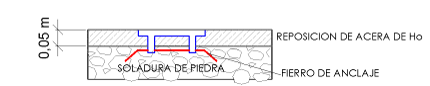 0,05 m
REPOSICION DE ACERA DE Ho
SOLADURA DE PIEDRA
FIERRO DE ANCLAJE